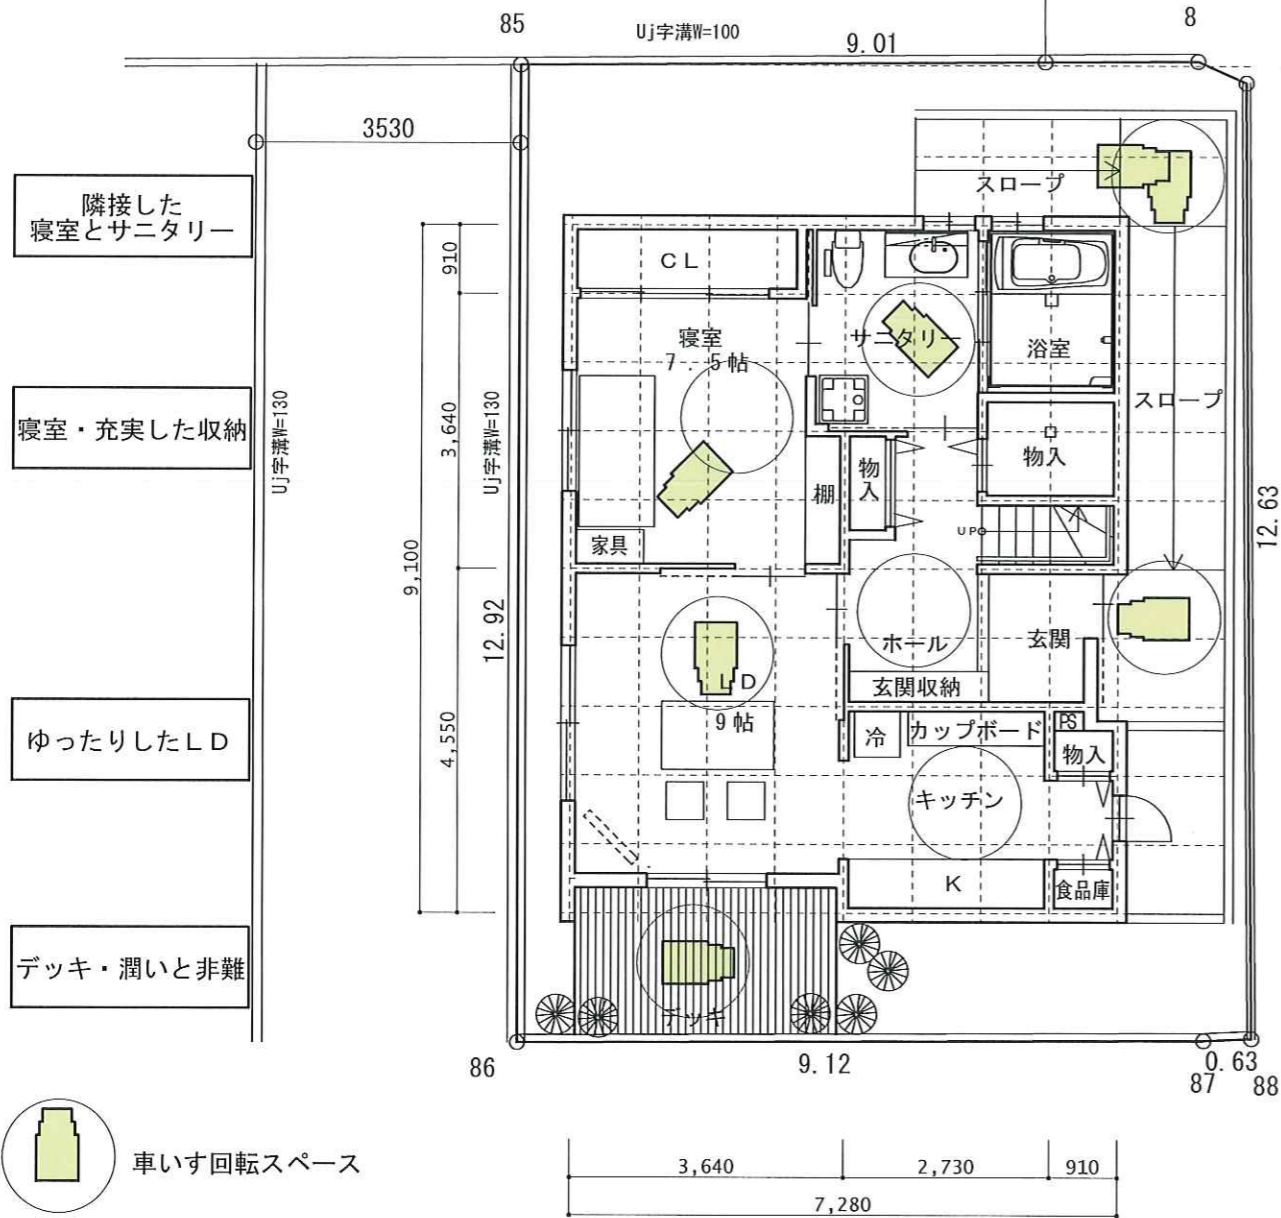 85
Uj字溝W=100
9.01
8
3530
隣接した
寝室とサニタリー
スロープ
910
CL
寝室
7.5帖
サニタリー
浴室
スロープ
寝室・充実した収納
Uj字溝W=130
3,640
Uj字溝W=130
物入
棚
物入
12.63
UP
家具
9,100
12.92
ホール
玄関
LD
玄関収納
9帖
ゆったりしたLD
4,550
冷
カップボード
PS
物入
キッチン
K
食品庫
デッキ・潤いと非難
デッキ
86
9.12
0.63
87
88
車いす回転スペース
3,640
2,730
910
7,280